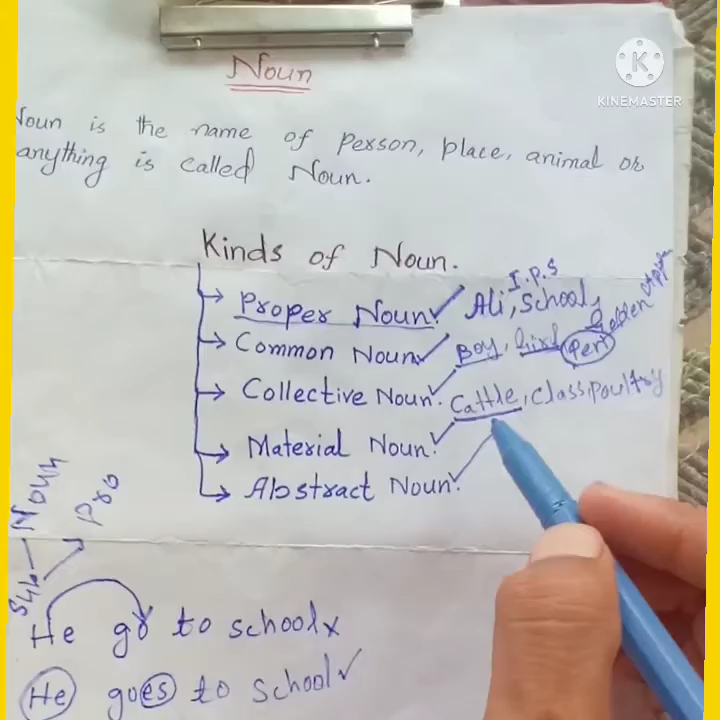 KINEMASTER
Noun
Noun is the name of person, place, animal or
anything is called Noun.
Kinds of Noun.
Proper Noun. Ali, School, I.p.S
Common Noun Boy, Girl Pen
Collective Noun. Cattle, class, poultry
Material Noun.
Abstract Noun.
Noun
Pro
Sub
He go to school x
He goes to school ✓